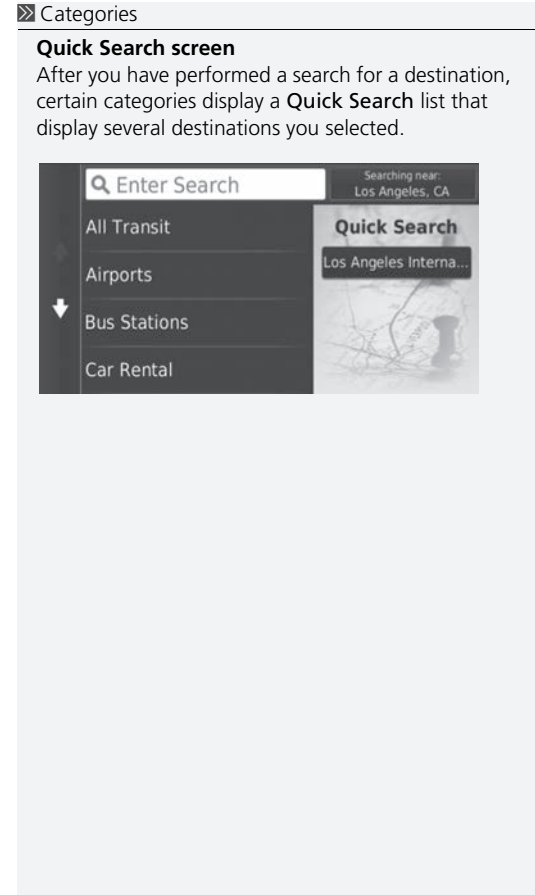 Categories
Quick Search screen
After you have performed a search for a destination,
certain categories display a Quick Search list that
display several destinations you selected.
Enter Search
Searching near:
Los Angeles, CA
All Transit
Airports
Bus Stations
Car Rental
Quick Search
Los Angeles Interna...